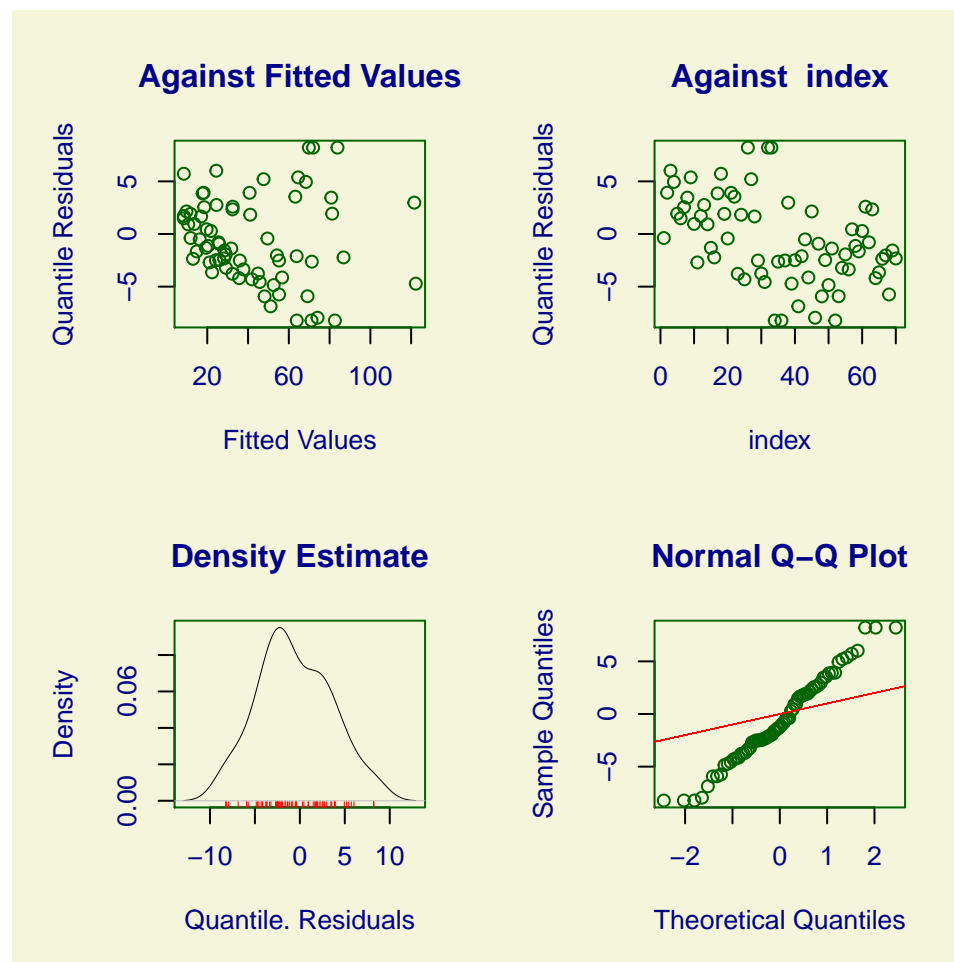 Against Fitted Values
Quantile Residuals
5
0
−5
20 60 100
Fitted Values
Against index
Quantile Residuals
5
0
−5
0 20 40 60
index
Density Estimate
Density
0.06
0.00
−10 0 5 10
Quantile. Residuals
Normal Q−Q Plot
Sample Quantiles
5
0
−5
−2 0 1 2
Theoretical Quantiles